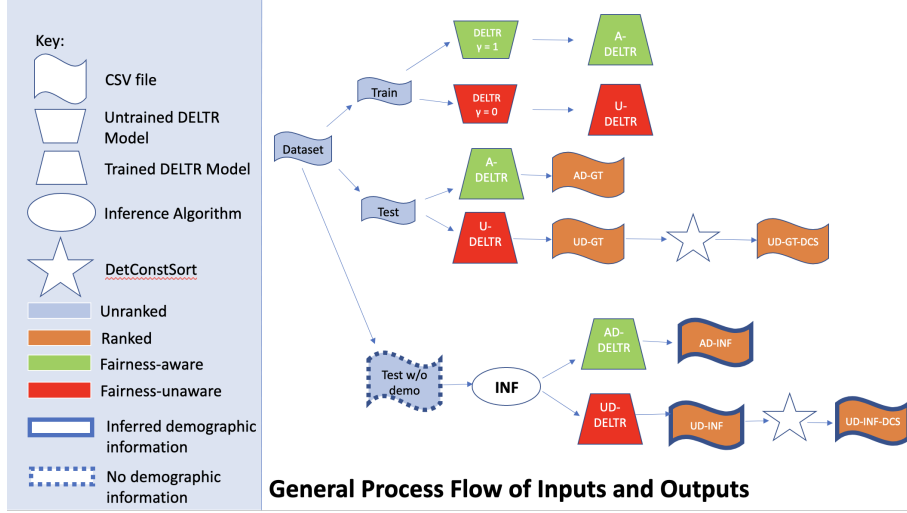 Key:
CSV file
Untrained DELTR
Model
Trained DELTR Model
Inference Algorithm
DetConstSort
Unranked
Ranked
Fairness-aware
Fairness-unaware
Inferred demographic
information
No demographic
information
Dataset
Train
DELTR
γ = 1
A-
DELTR
DELTR
γ = 0
U-
DELTR
Test
A-
DELTR
AD-GT
U-
DELTR
UD-GT
UD-GT-DCS
Test w/o
demo
INF
AD-
DELTR
AD-INF
UD-
DELTR
UD-INF
UD-INF-DCS
General Process Flow of Inputs and Outputs